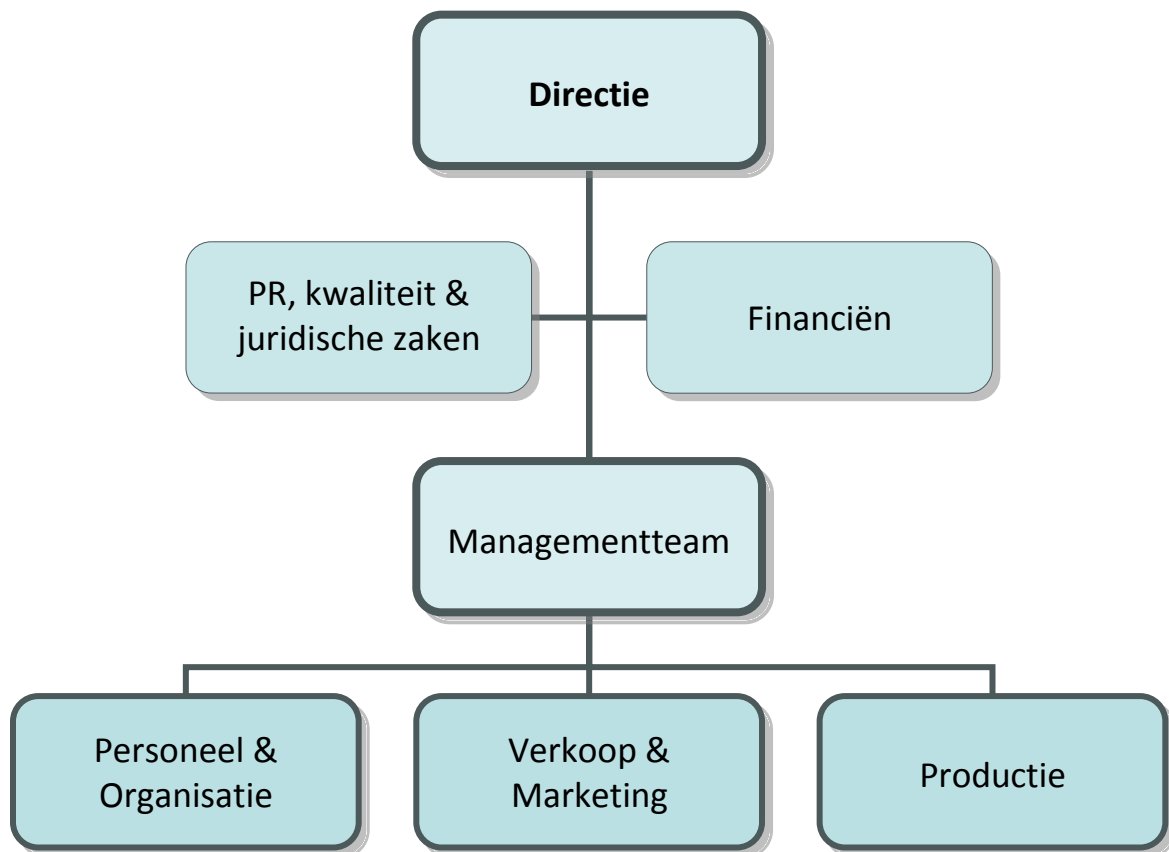 Directie
PR, kwaliteit &
juridische zaken
Financiën
Managementteam
Personeel &
Organisatie
Verkoop &
Marketing
Productie